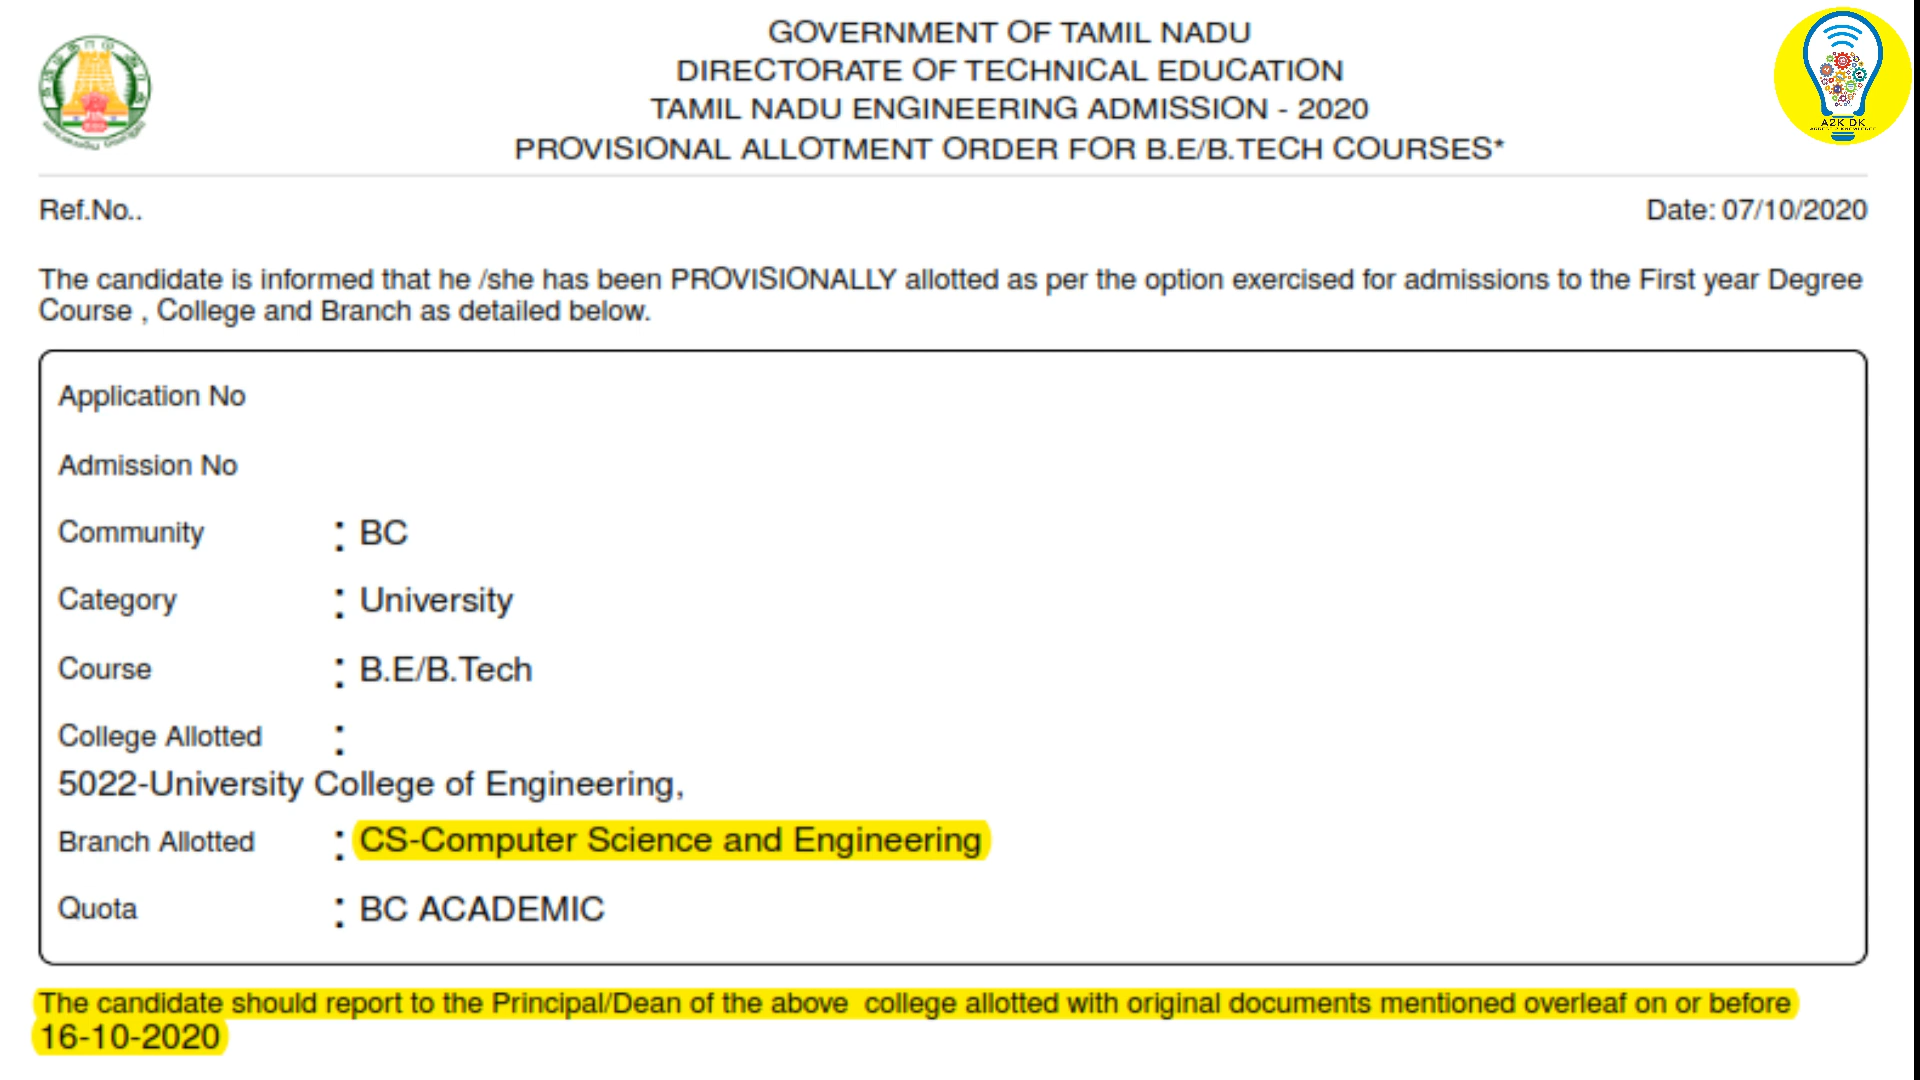 GOVERNMENT OF TAMIL NADU
DIRECTORATE OF TECHNICAL EDUCATION
TAMIL NADU ENGINEERING ADMISSION - 2020
PROVISIONAL ALLOTMENT ORDER FOR B.E/B.TECH COURSES*
A2K DK
Ref.No..
Date: 07/10/2020
The candidate is informed that he /she has been PROVISIONALLY allotted as per the option exercised for admissions to the First year Degree
Course , College and Branch as detailed below.
Application No
Admission No
Community : BC
Category : University
Course : B.E/B.Tech
College Allotted :
5022-University College of Engineering,
Branch Allotted : CS-Computer Science and Engineering
Quota : BC ACADEMIC
The candidate should report to the Principal/Dean of the above  college allotted with original documents mentioned overleaf on or before
16-10-2020